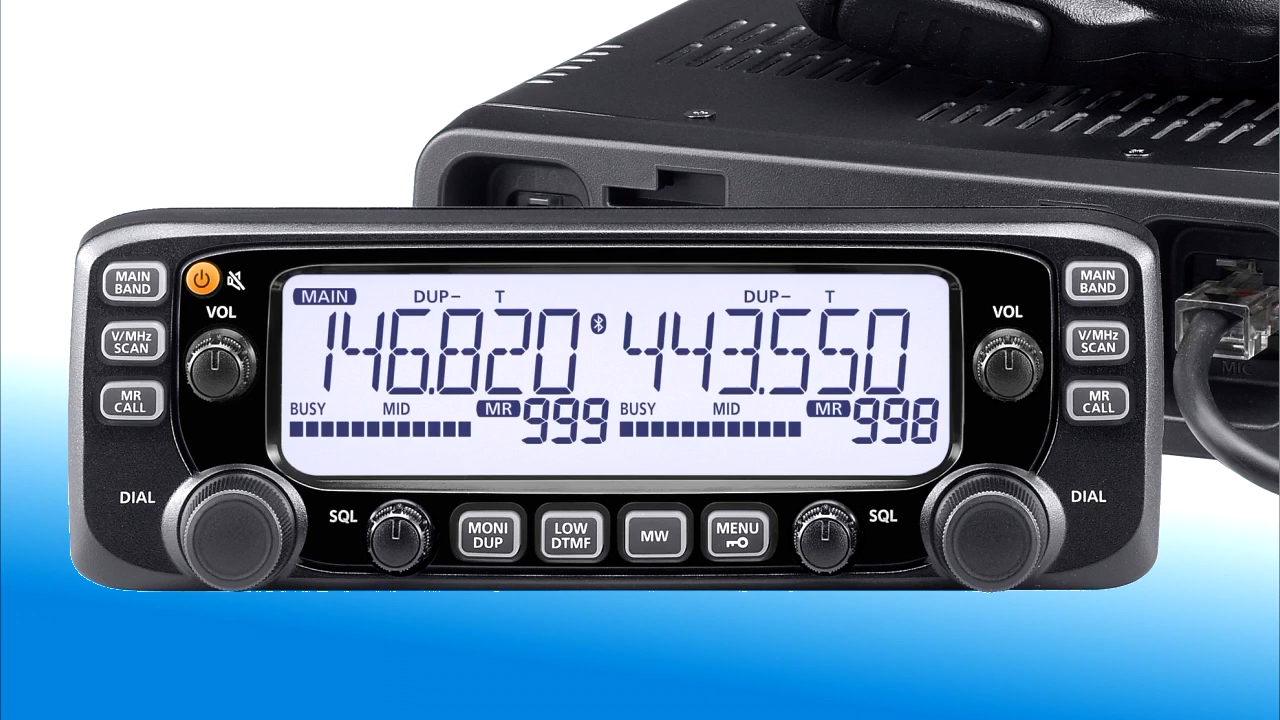 MAIN BAND
V/MHz SCAN
MR CALL
VOL
DIAL
MAIN DUP– T DUP– T
146.820 443.550
BUSY MID MR 999 BUSY MID MR 998
SQL
MONI DUP
LOW DTMF
MW
MENU
SQL
VOL
MAIN BAND
V/MHz SCAN
MR CALL
DIAL
MIC